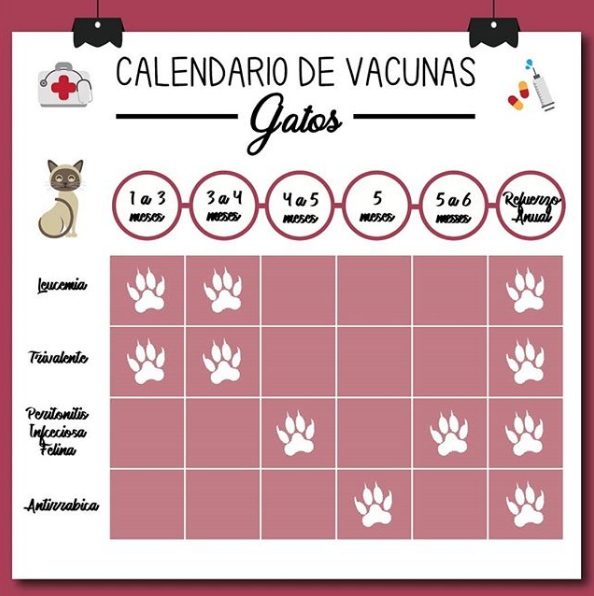 CALENDARIO DE VACUNAS
Gatos
1 a 3
meses
3 a 4
meses
4 a 5
meses
5
meses
5 a 6
messes
Refuerzo
Anual
Leucemia
Trivalente
Peritonitis
Infecciosa
Felina
Antirrabica